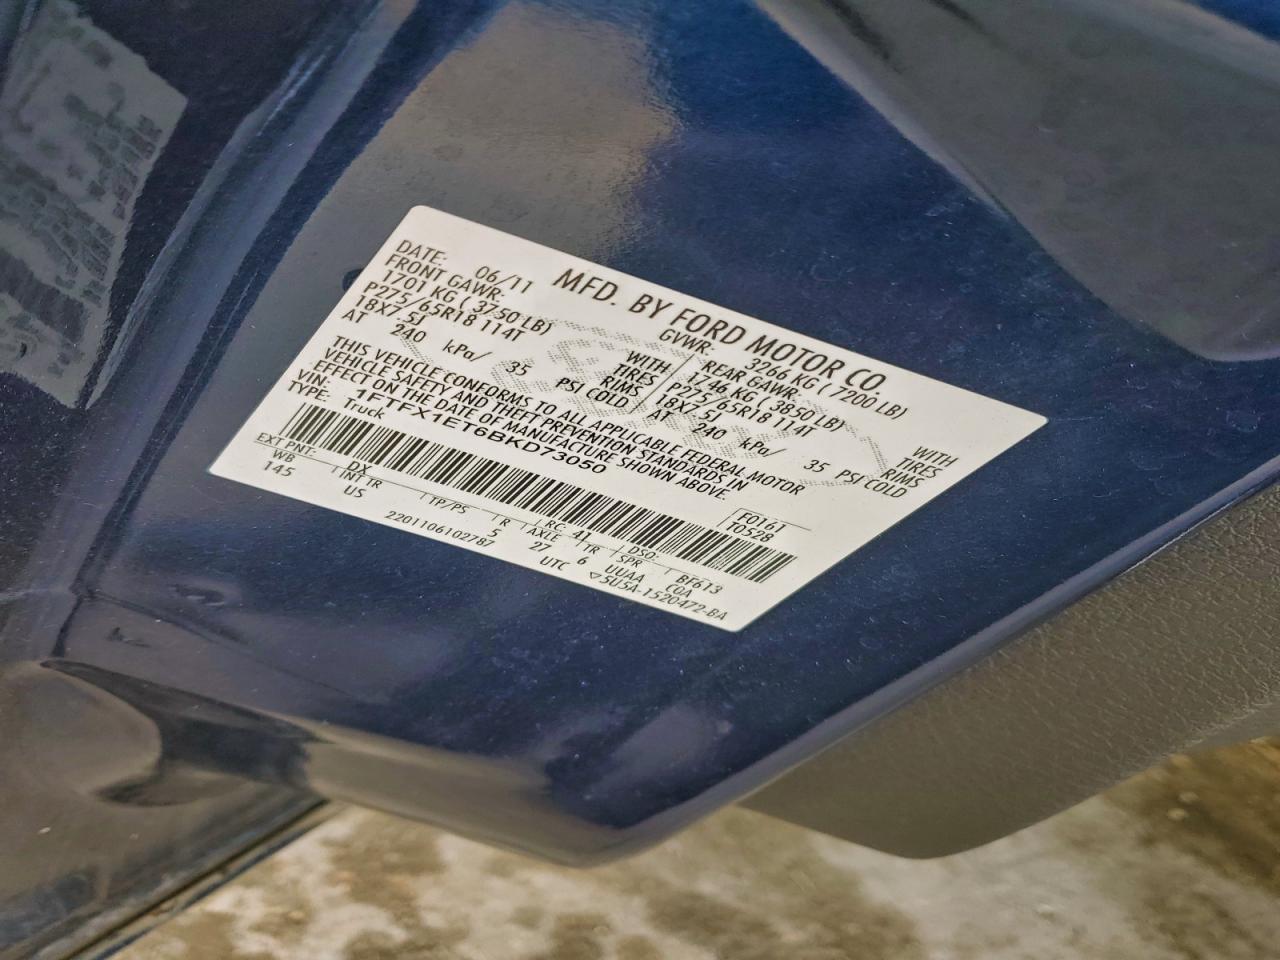 MFD. BY FORD MOTOR CO.
DATE: 06/11 GVWR: 3266 KG ( 7200 LB)
FRONT GAWR: REAR GAWR:
1701 KG ( 3750 LB) WITH 1746 KG ( 3850 LB) WITH
P275/65R18 114T TIRES P275/65R18 114T TIRES
18X7.5J RIMS 18X7.5J RIMS
AT 240 kPa/ 35 PSI COLD AT 240 kPa/ 35 PSI COLD
THIS VEHICLE CONFORMS TO ALL APPLICABLE FEDERAL MOTOR
VEHICLE SAFETY AND THEFT PREVENTION STANDARDS IN
EFFECT ON THE DATE OF MANUFACTURE SHOWN ABOVE.
VIN: 1FTFX1ET6BKD73050 F0161
TYPE: Truck T0528
EXT PNT: DX RC: 41 DSO: BF613
WB INT TR TP/PS R AXLE TR SPR COA
145 US 5 27 6 UUAA
2201106102787 UTC ▽5U5A-1520472-BA